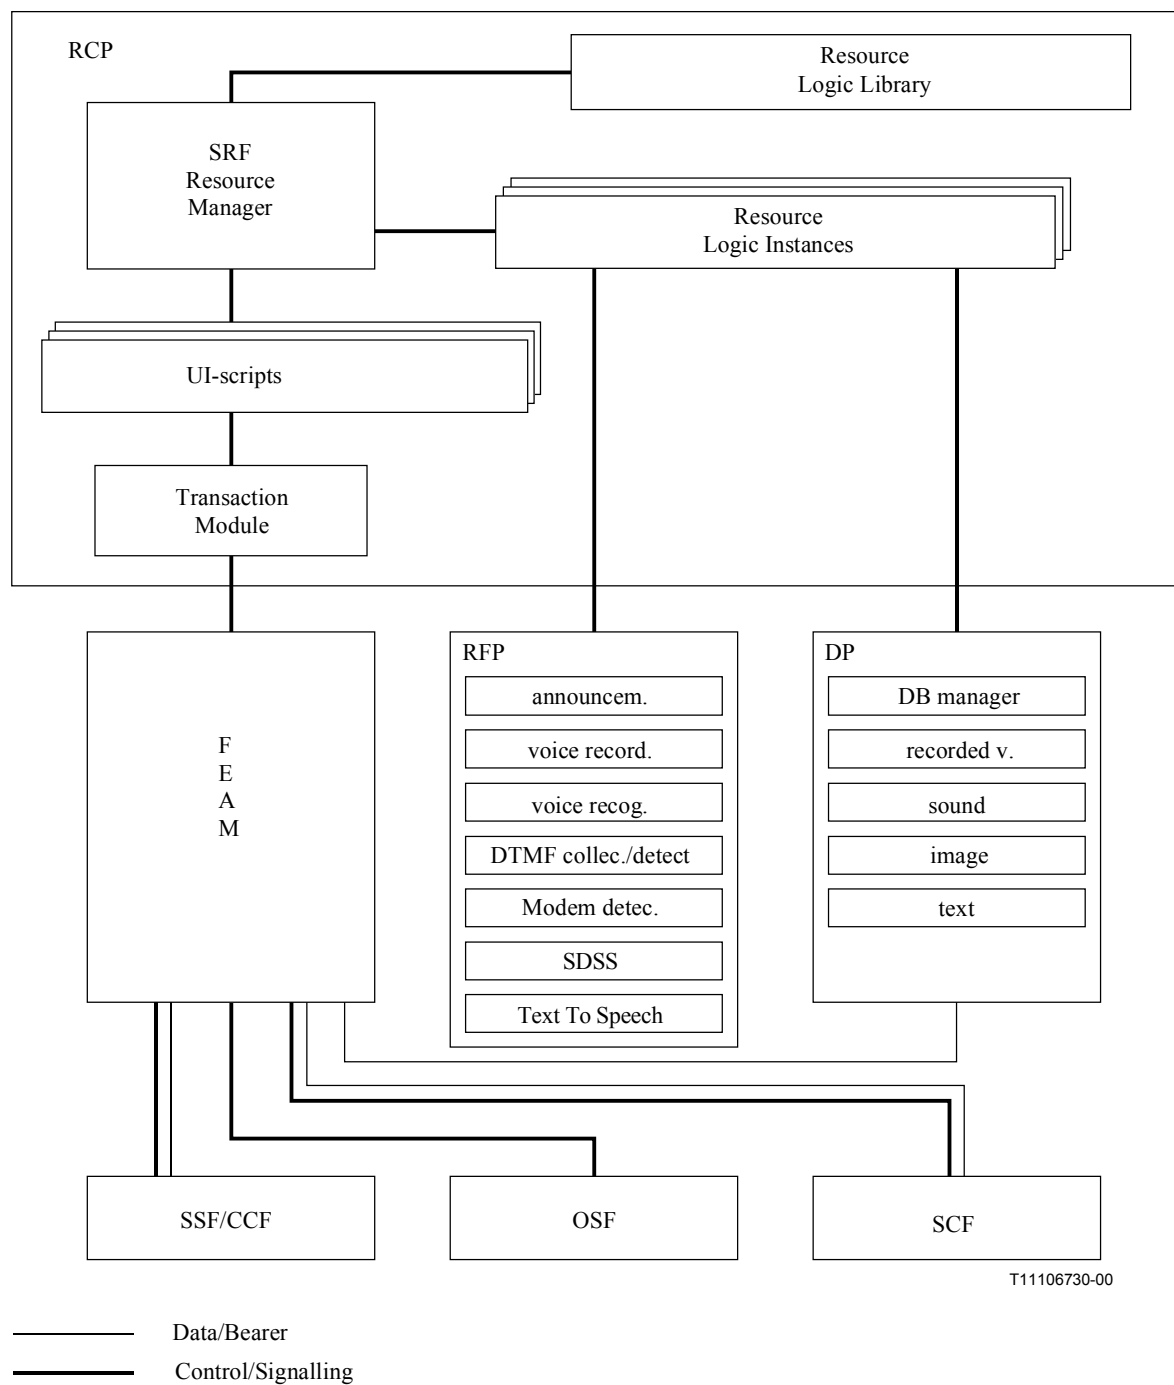 RCP
Resource
Logic Library
SRF
Resource
Manager
Resource
Logic Instances
UI-scripts
Transaction
Module
F
E
A
M
RFP
announcem.
voice record.
voice recog.
DTMF collec./detect
Modem detec.
SDSS
Text To Speech
DP
DB manager
recorded v.
sound
image
text
SSF/CCF
OSF
SCF
T11106730-00
Data/Bearer
Control/Signalling